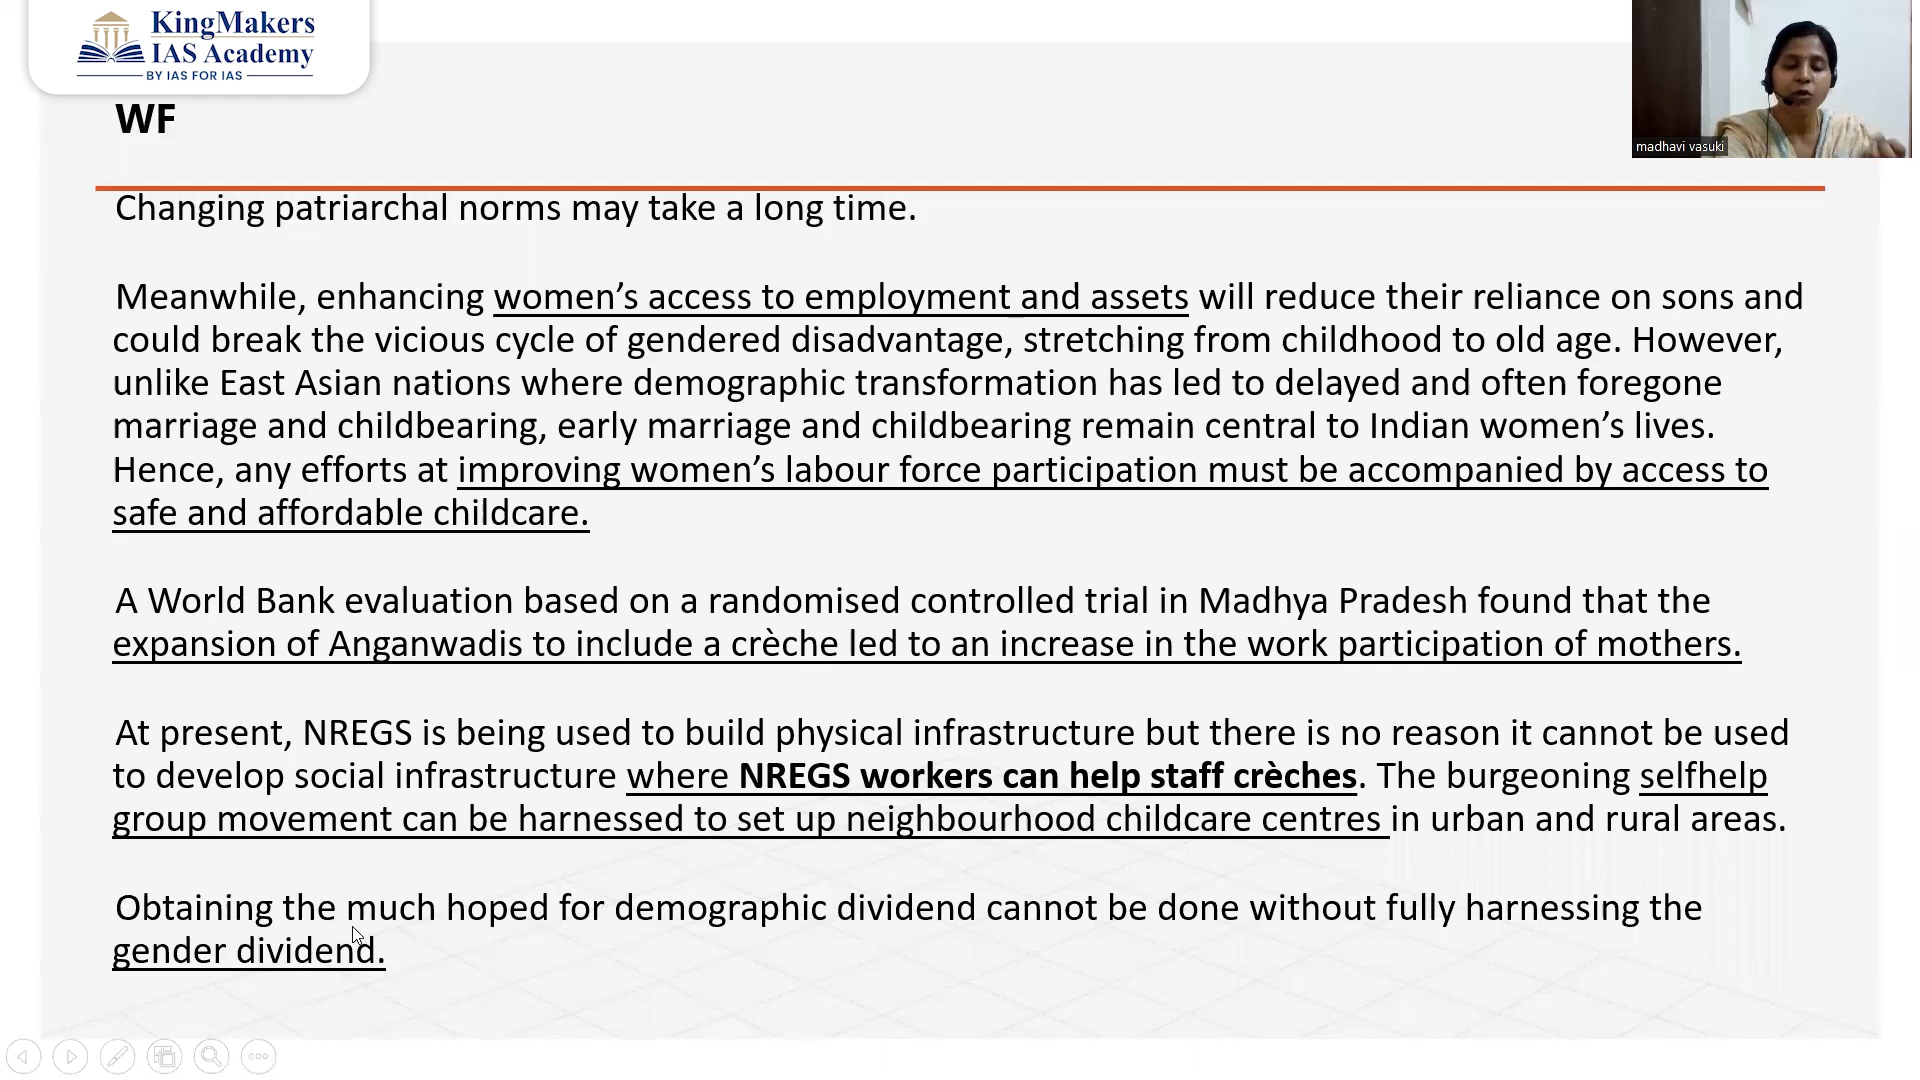 KingMakers
IAS Academy
BY IAS FOR IAS
madhavi vasuki
WF
Changing patriarchal norms may take a long time.
Meanwhile, enhancing women’s access to employment and assets will reduce their reliance on sons and
could break the vicious cycle of gendered disadvantage, stretching from childhood to old age. However,
unlike East Asian nations where demographic transformation has led to delayed and often foregone
marriage and childbearing, early marriage and childbearing remain central to Indian women’s lives.
Hence, any efforts at improving women’s labour force participation must be accompanied by access to
safe and affordable childcare.
A World Bank evaluation based on a randomised controlled trial in Madhya Pradesh found that the
expansion of Anganwadis to include a crèche led to an increase in the work participation of mothers.
At present, NREGS is being used to build physical infrastructure but there is no reason it cannot be used
to develop social infrastructure where NREGS workers can help staff crèches. The burgeoning selfhelp
group movement can be harnessed to set up neighbourhood childcare centres in urban and rural areas.
Obtaining the much hoped for demographic dividend cannot be done without fully harnessing the
gender dividend.